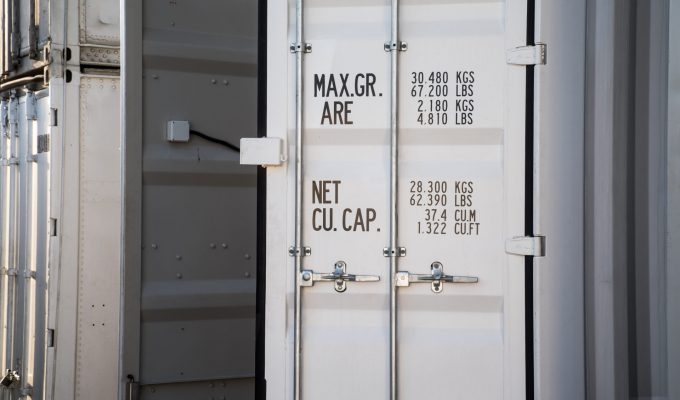 MAX.GR. 30.480 KGS
67.200 LBS
ARE 2.180 KGS
4.810 LBS
NET 28.300 KGS
62.390 LBS
CU. CAP. 37.4 CU.M
1.322 CU.FT